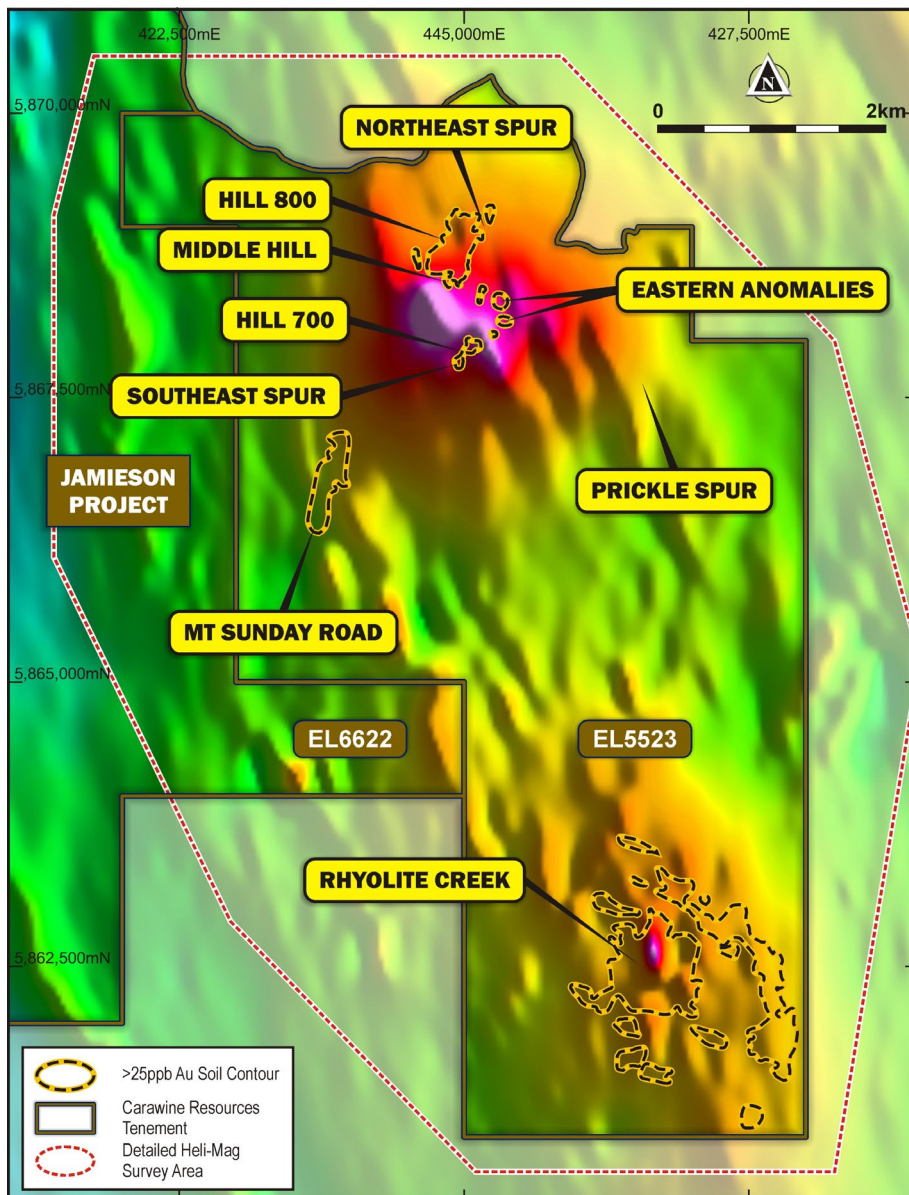 422,500mE
445,000mE
427,500mE
5,870,000mN
N
0
2km
NORTHEAST SPUR
HILL 800
MIDDLE HILL
EASTERN ANOMALIES
HILL 700
SOUTHEAST SPUR
5,867,500mN
JAMIESON
PROJECT
PRICKLE SPUR
MT SUNDAY ROAD
5,865,000mN
EL6622
EL5523
RHYOLITE CREEK
5,862,500mN
>25ppb Au Soil Contour
Carawine Resources
Tenement
Detailed Heli-Mag
Survey Area